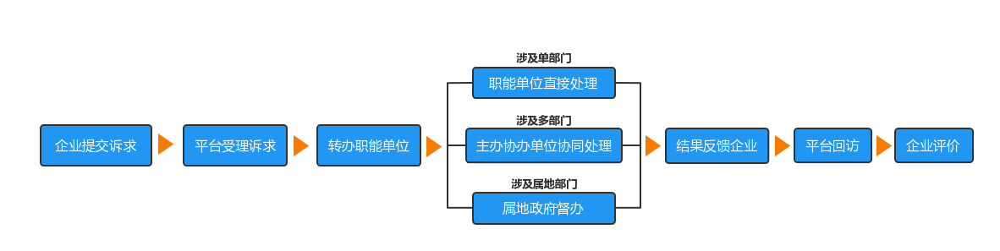 企业提交诉求
平台受理诉求
转办职能单位
涉及单部门
职能单位直接处理
涉及多部门
主办协办单位协同处理
涉及属地部门
属地政府督办
结果反馈企业
平台回访
企业评价